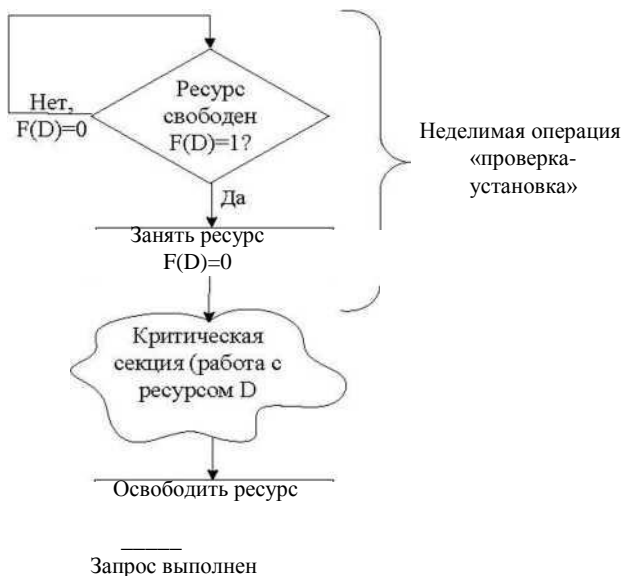 Нет,
F(D)=0
Ресурс
свободен
F(D)=1?
Да
Занять ресурс
F(D)=0
Неделимая операция
«проверка-
установка»
Критическая
секция (работа с
ресурсом D
Освободить ресурс
Запрос выполнен